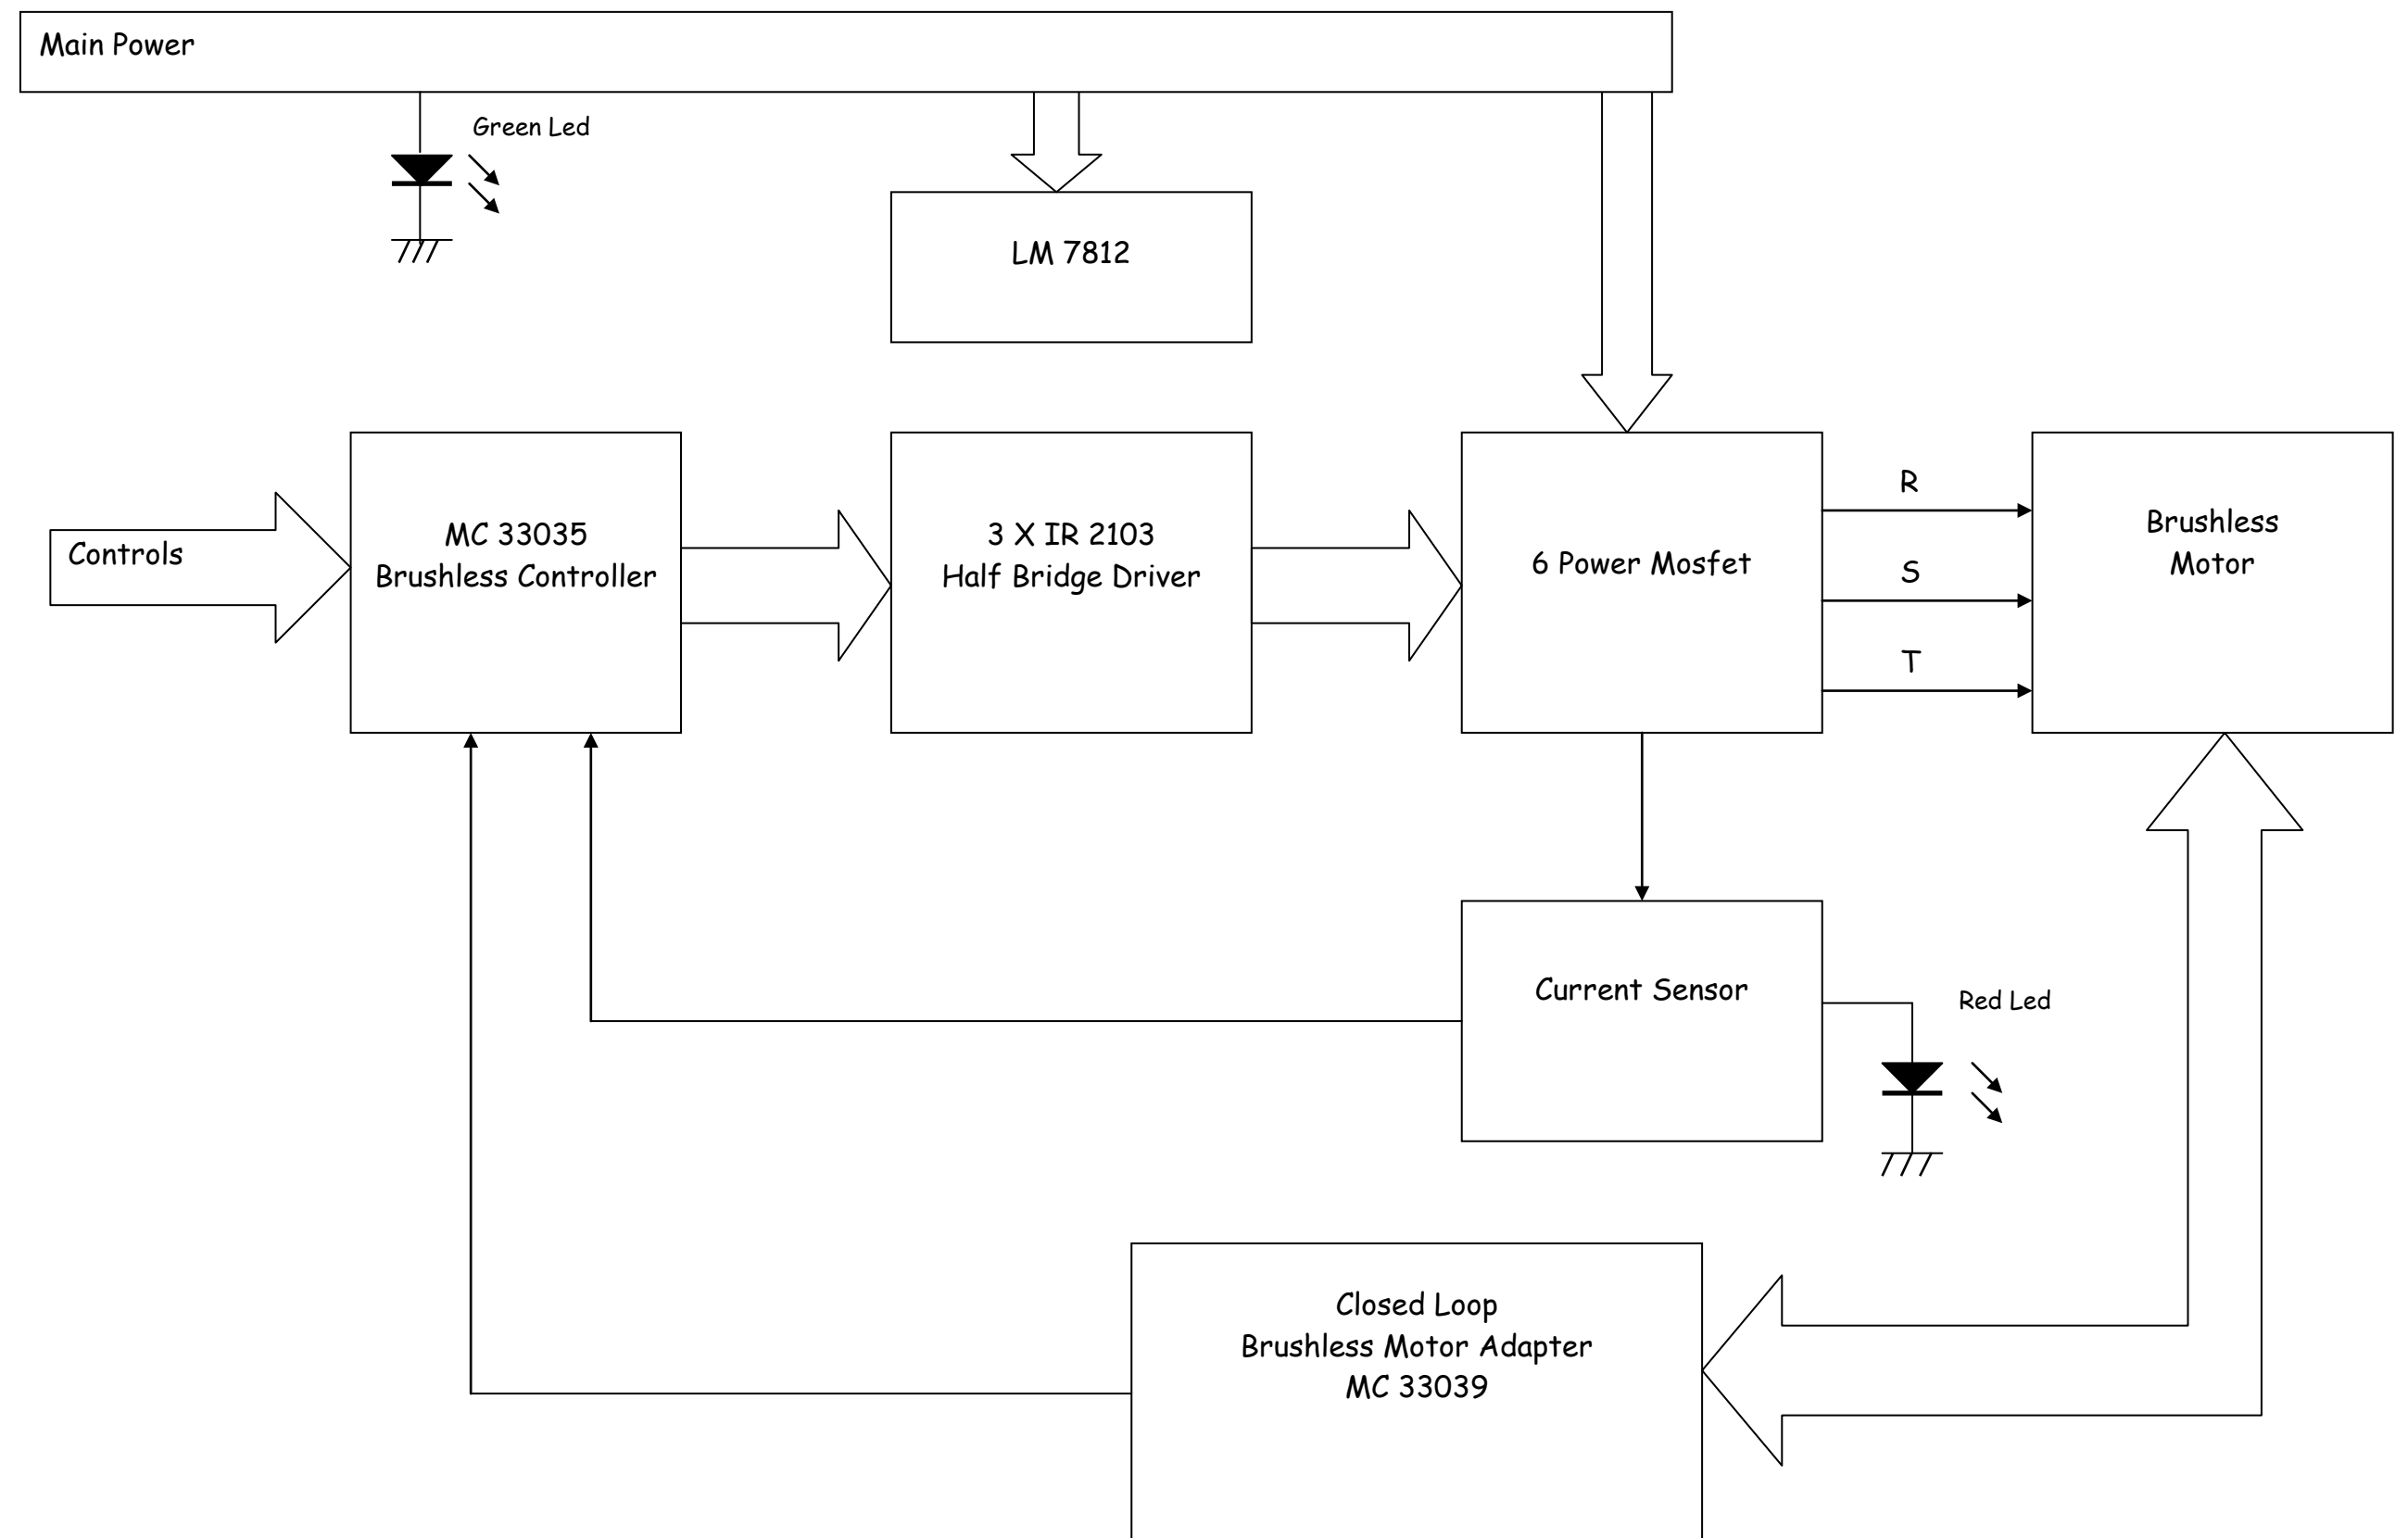 Main Power
Green Led
LM 7812
Controls
MC 33035
Brushless Controller
3 X IR 2103
Half Bridge Driver
6 Power Mosfet
R
S
T
Brushless
Motor
Current Sensor
Red Led
Closed Loop
Brushless Motor Adapter
MC 33039